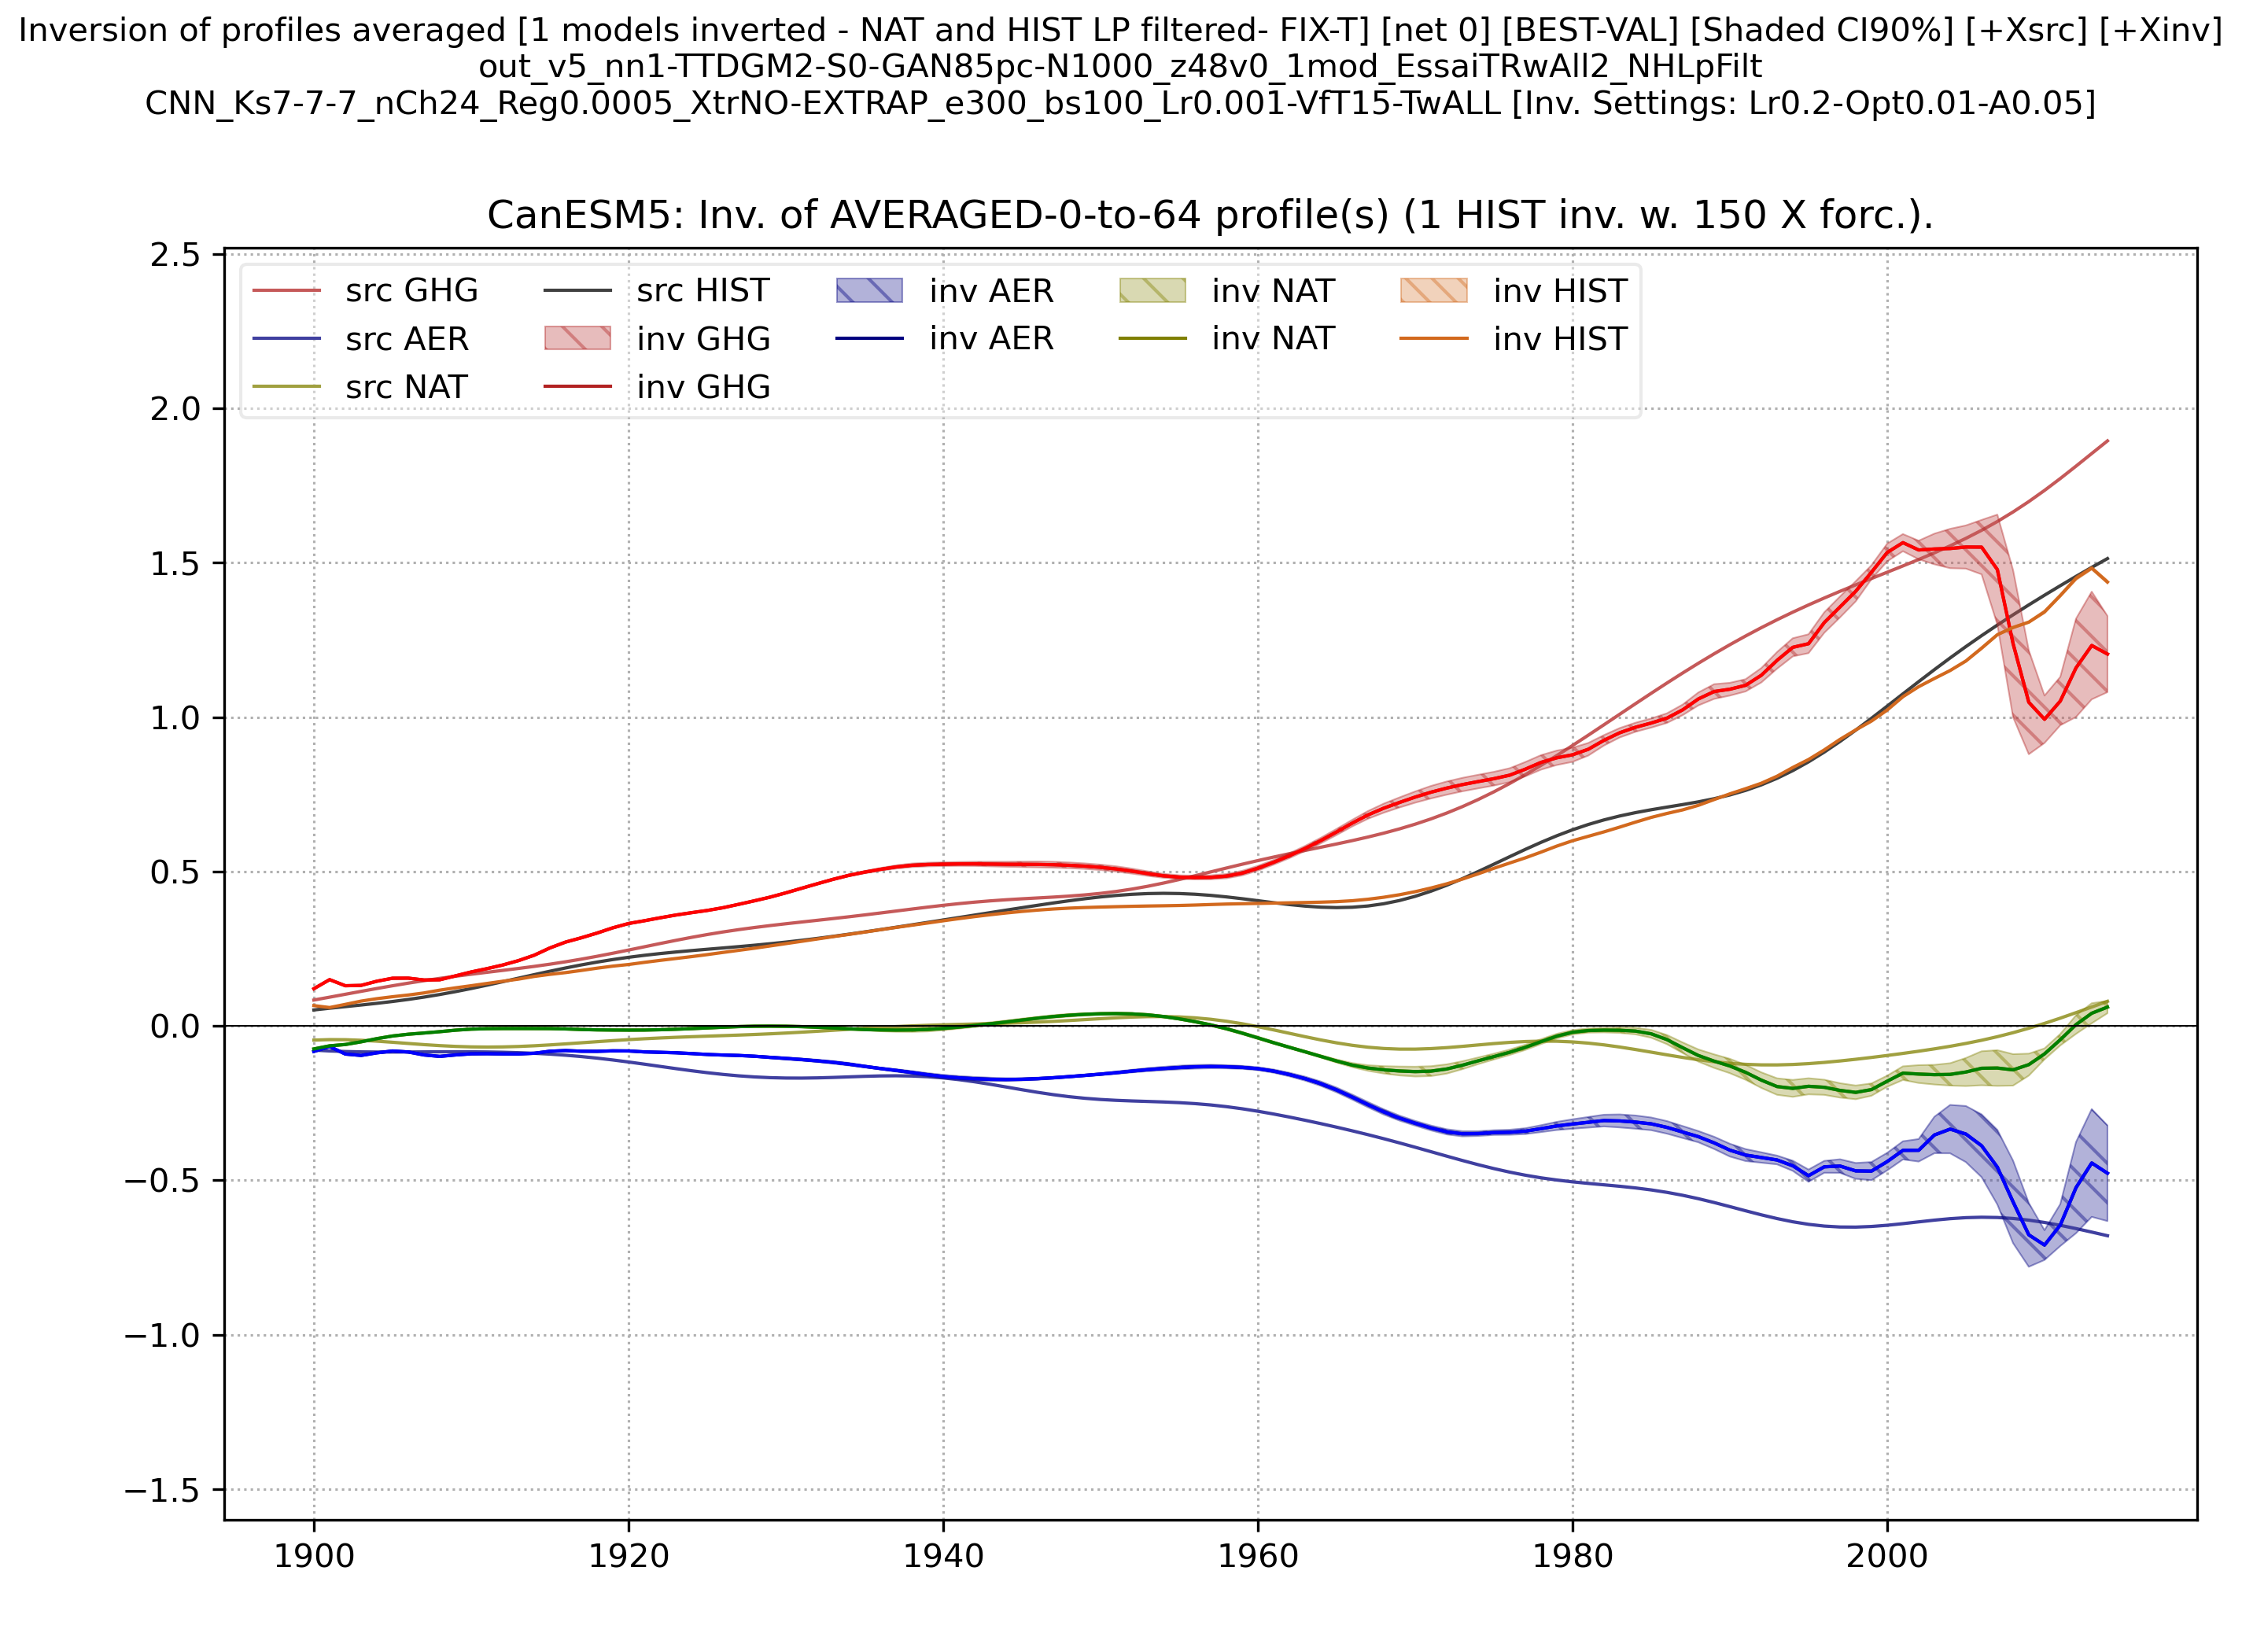 Inversion of profiles averaged [1 models inverted - NAT and HIST LP filtered- FIX-T] [net 0] [BEST-VAL] [Shaded CI90%] [+Xsrc] [+Xinv]
out_v5_nn1-TTDGM2-S0-GAN85pc-N1000_z48v0_1mod_EssaiTRwAll2_NHLpFilt
CNN_Ks7-7-7_nCh24_Reg0.0005_XtrNO-EXTRAP_e300_bs100_Lr0.001-VfT15-TwALL [Inv. Settings: Lr0.2-Opt0.01-A0.05]
CanESM5: Inv. of AVERAGED-0-to-64 profile(s) (1 HIST inv. w. 150 X forc.).
src GHG src HIST inv AER inv NAT inv HIST
src AER inv GHG inv AER inv NAT inv HIST
src NAT inv GHG
2.5
2.0
1.5
1.0
0.5
0.0
−0.5
−1.0
−1.5
1900 1920 1940 1960 1980 2000